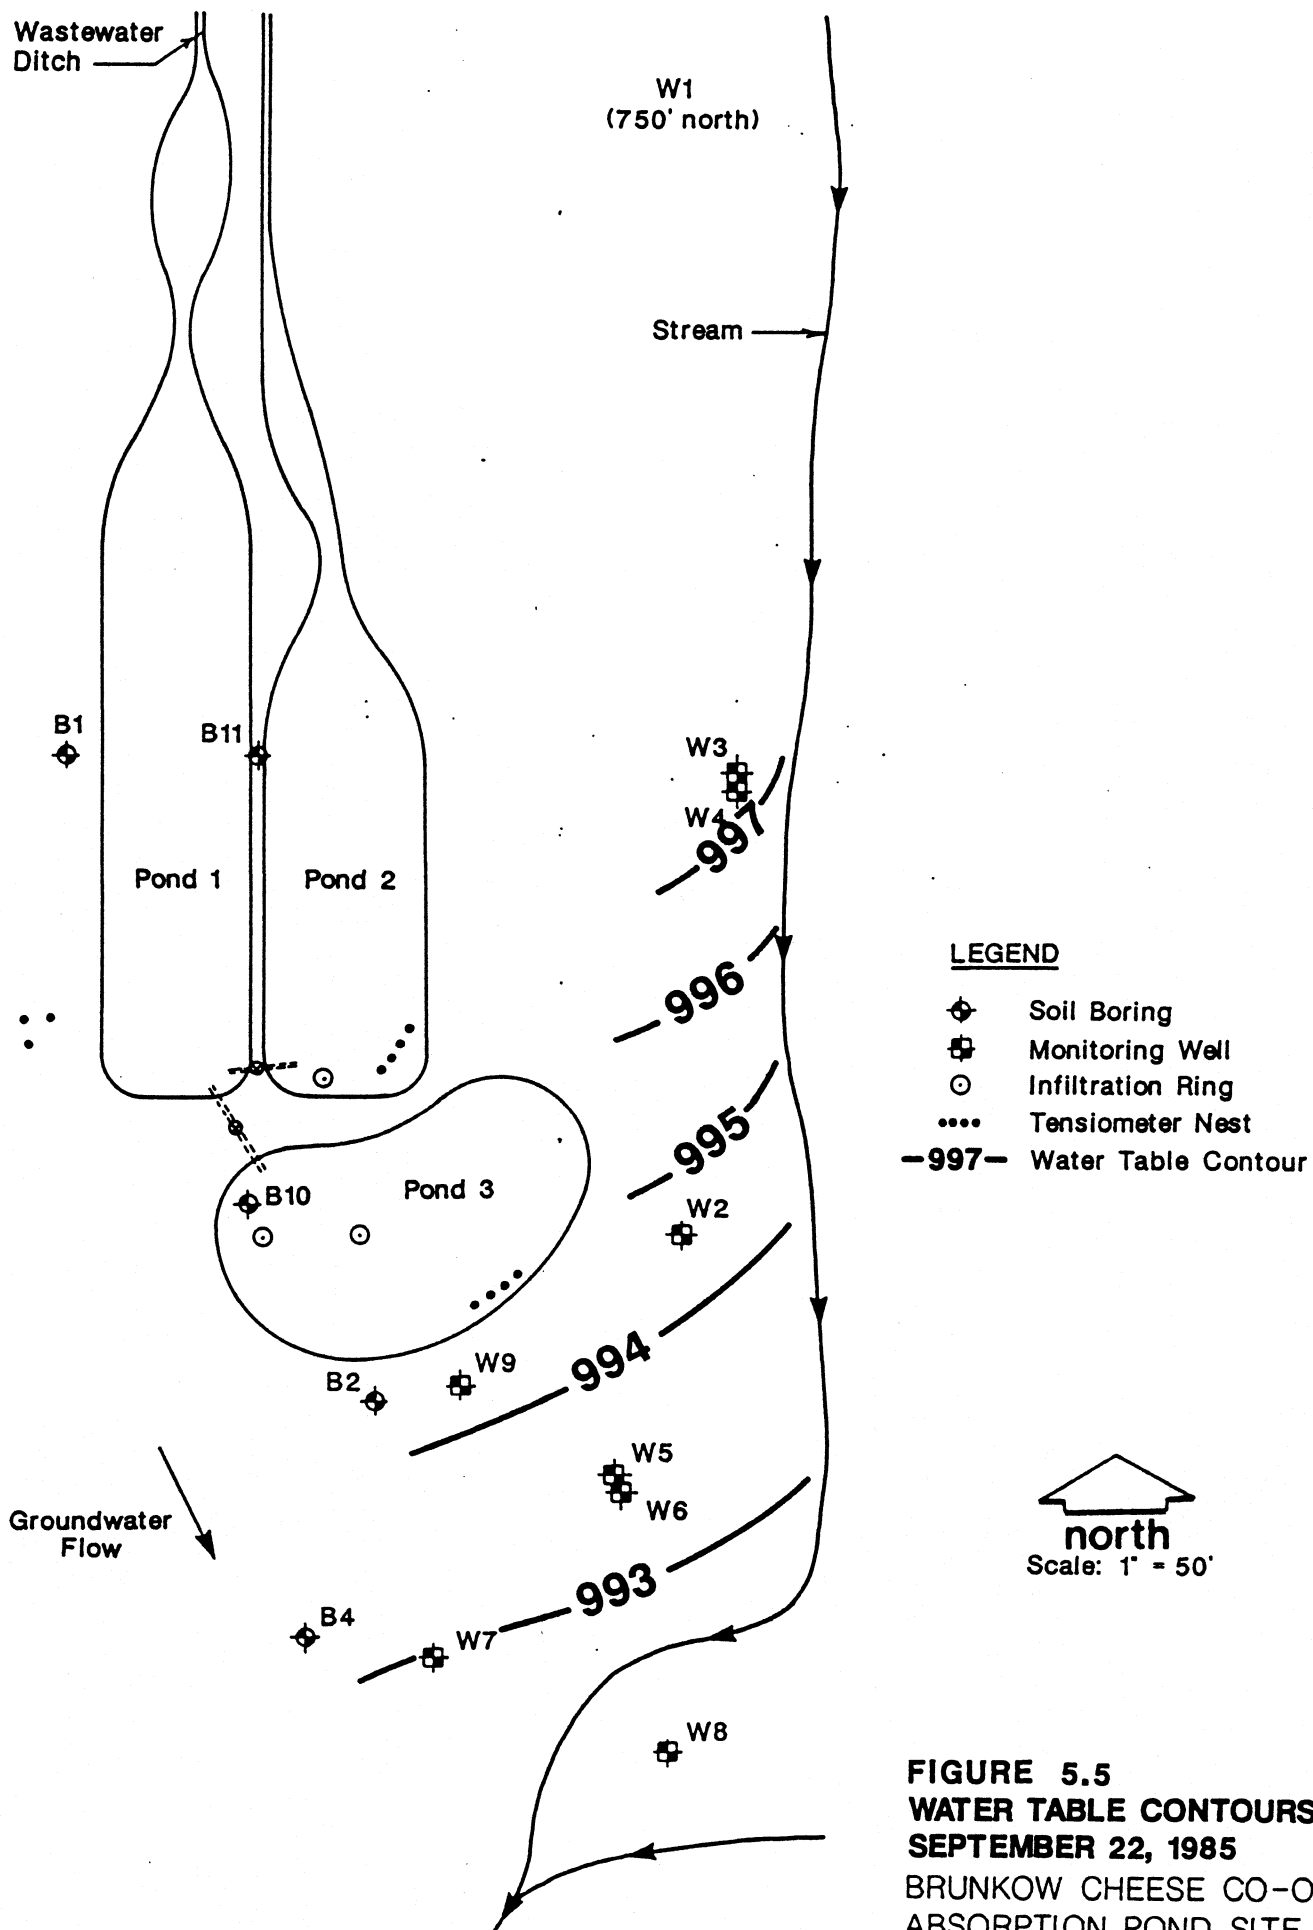 Wastewater
Ditch
W1
(750' north)
Stream
B1
B11
W3
W4
997
Pond 1
Pond 2
996
LEGEND
Soil Boring
Monitoring Well
Infiltration Ring
Tensiometer Nest
997 Water Table Contour
995
B10
Pond 3
W2
994
W9
B2
W5
W6
Groundwater
Flow
north
Scale: 1" = 50'
993
B4
W7
W8
FIGURE 5.5
WATER TABLE CONTOURS
SEPTEMBER 22, 1985
BRUNKOW CHEESE CO-O
ABSORPTION POND SITE